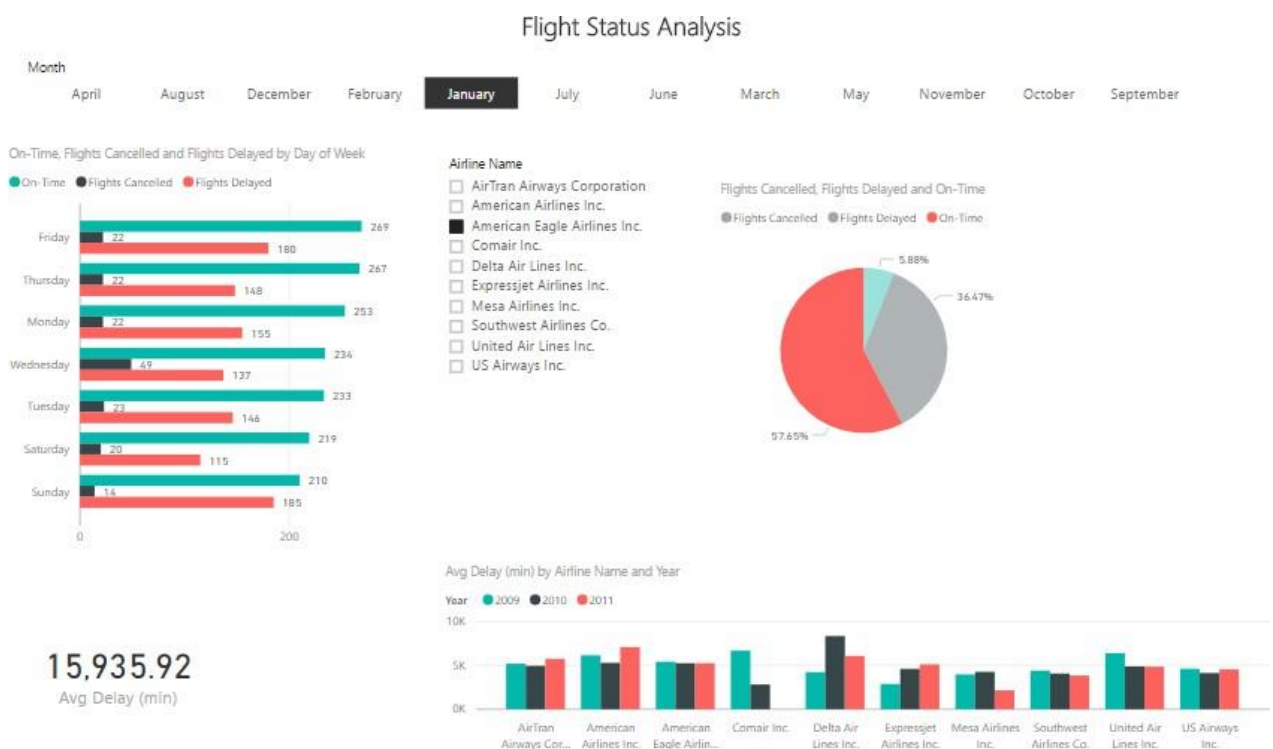 Flight Status Analysis
Month
April August December February January July June March May November October September
On-Time, Flights Cancelled and Flights Delayed by Day of Week
On-Time Flights Cancelled Flights Delayed
Friday 269 22 180
Thursday 267 22 148
Monday 253 22 155
Wednesday 234 49 137
Tuesday 233 23 146
Saturday 219 20 115
Sunday 210 14 185
0 200
Airline Name
AirTran Airways Corporation
American Airlines Inc.
American Eagle Airlines Inc.
Comair Inc.
Delta Air Lines Inc.
Expressjet Airlines Inc.
Mesa Airlines Inc.
Southwest Airlines Co.
United Air Lines Inc.
US Airways Inc.
Flights Cancelled, Flights Delayed and On-Time
Flights Cancelled Flights Delayed On-Time
5.88%
36.47%
57.65%
15,935.92
Avg Delay (min)
Avg Delay (min) by Airline Name and Year
Year 2009 2010 2011
10K
5K
0K
AirTran American American Comair Inc. Delta Air Expressjet Mesa Airlines Southwest United Air US Airways
Airways Cor... Airlines Inc. Eagle Airlin... Lines Inc. Airlines Inc. Inc. Airlines Co. Lines Inc. Inc.